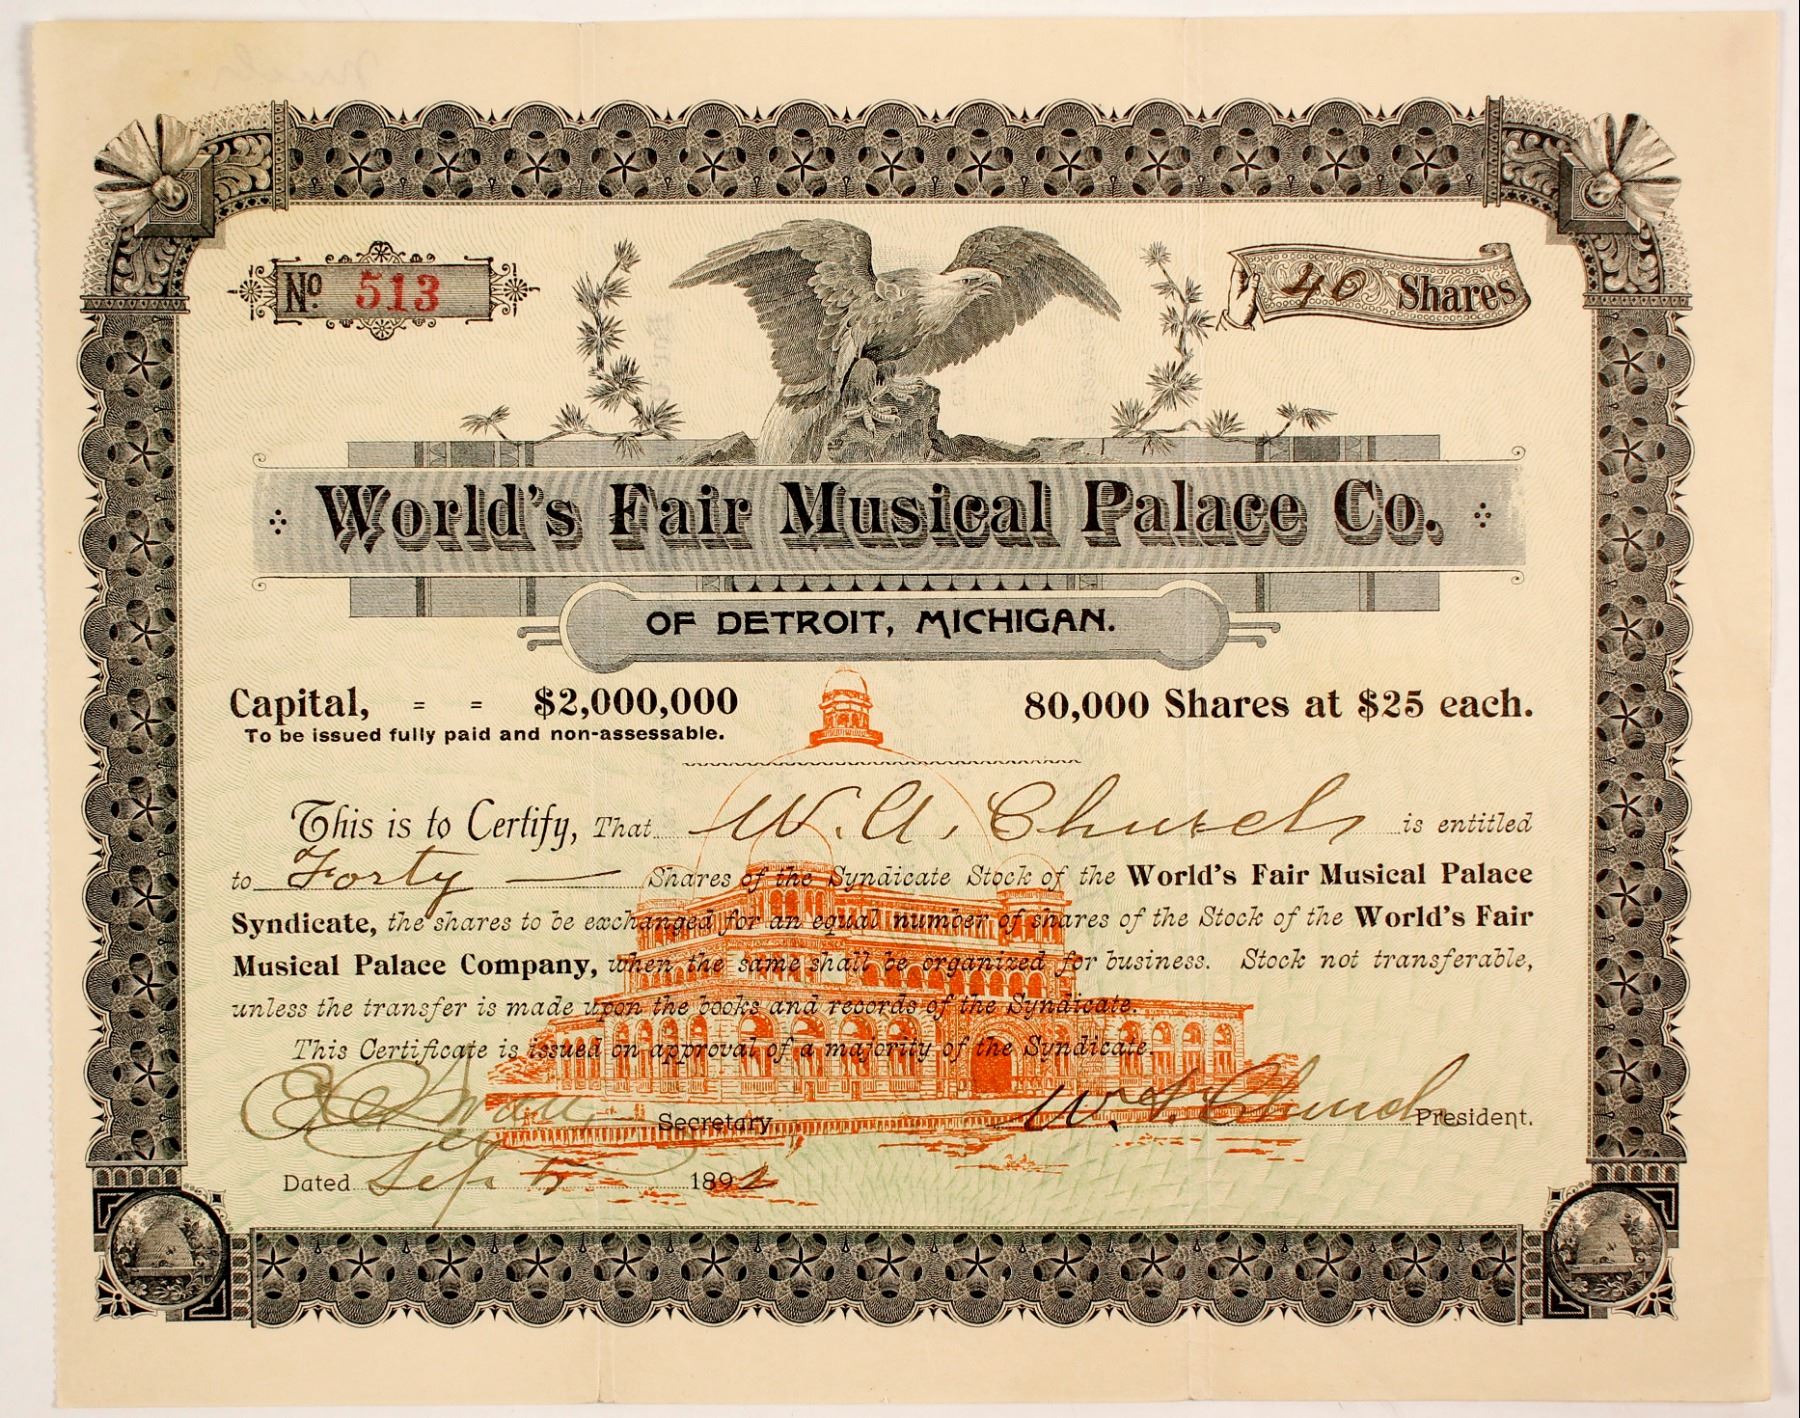 No 513
40 Shares
World's Fair Musical Palace Co.
OF DETROIT, MICHIGAN.
Capital, = = $2,000,000
80,000 Shares at $25 each.
To be issued fully paid and non-assessable.
This is to Certify, That W. A. Church is entitled
to Forty — Shares of the Syndicate Stock of the World's Fair Musical Palace
Syndicate, the shares to be exchanged for an equal number of shares of the Stock of the World's Fair
Musical Palace Company, when the same shall be organized for business. Stock not transferable,
unless the transfer is made upon the books and records of the Syndicate.
This Certificate is issued on approval of a majority of the Syndicate.
Secretary. Church President.
Dated Sep 5 1892